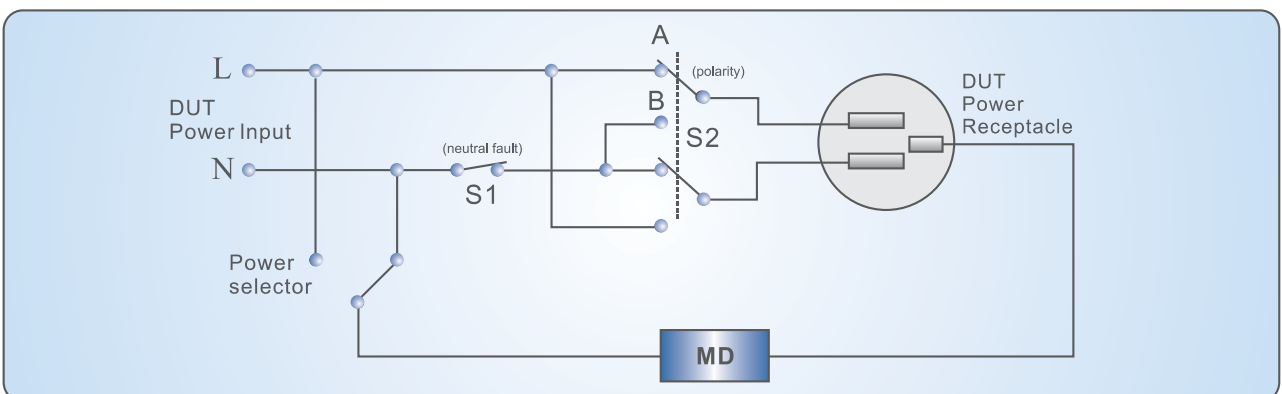 A
L
(polarity)
DUT
Power
Receptacle
DUT
Power Input
B
S2
(neutral fault)
N
S1
Power
selector
MD